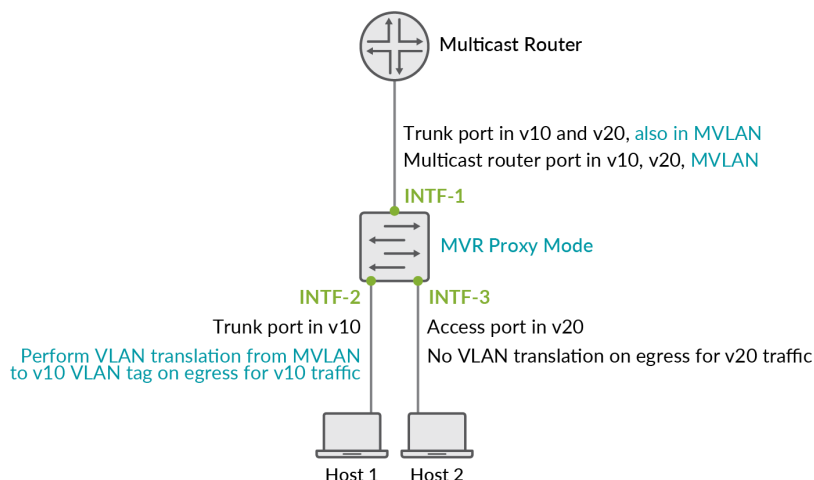 Multicast Router
Trunk port in v10 and v20, also in MVLAN
Multicast router port in v10, v20, MVLAN
INTF-1
MVR Proxy Mode
INTF-2
INTF-3
Trunk port in v10
Access port in v20
Perform VLAN translation from MVLAN
to v10 VLAN tag on egress for v10 traffic
No VLAN translation on egress for v20 traffic
Host 1
Host 2